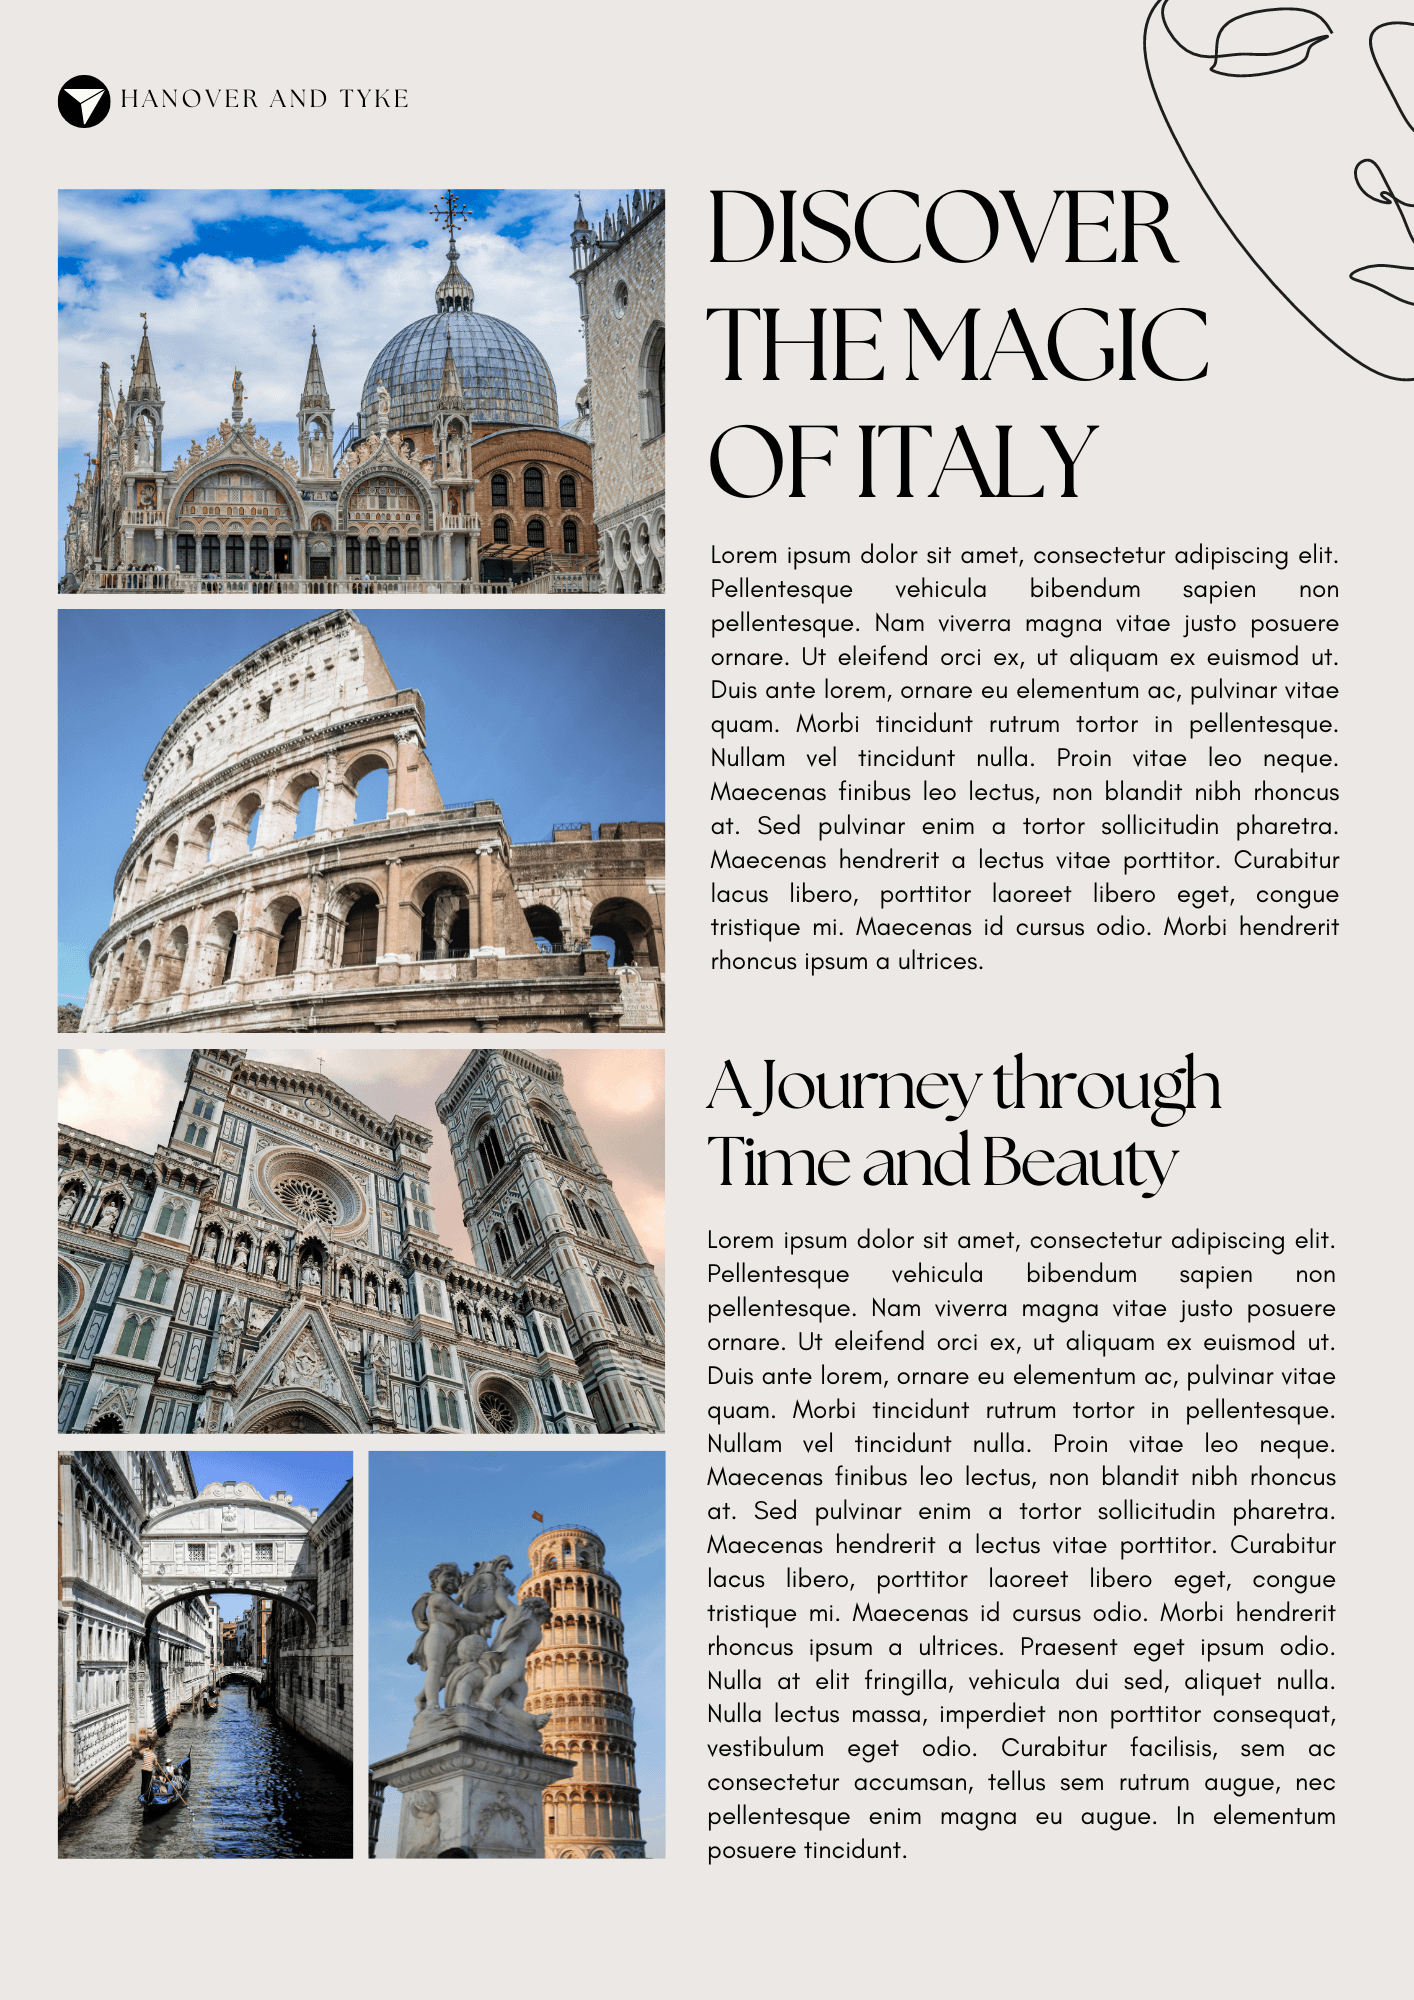 HANOVER AND TYKE
DISCOVER
THE MAGIC
OF ITALY
Lorem ipsum dolor sit amet, consectetur adipiscing elit.
Pellentesque vehicula bibendum sapien non
pellentesque. Nam viverra magna vitae justo posuere
ornare. Ut eleifend orci ex, ut aliquam ex euismod ut.
Duis ante lorem, ornare eu elementum ac, pulvinar vitae
quam. Morbi tincidunt rutrum tortor in pellentesque.
Nullam vel tincidunt nulla. Proin vitae leo neque.
Maecenas finibus leo lectus, non blandit nibh rhoncus
at. Sed pulvinar enim a tortor sollicitudin pharetra.
Maecenas hendrerit a lectus vitae porttitor. Curabitur
lacus libero, porttitor laoreet libero eget, congue
tristique mi. Maecenas id cursus odio. Morbi hendrerit
rhoncus ipsum a ultrices.
A Journey through
Time and Beauty
Lorem ipsum dolor sit amet, consectetur adipiscing elit.
Pellentesque vehicula bibendum sapien non
pellentesque. Nam viverra magna vitae justo posuere
ornare. Ut eleifend orci ex, ut aliquam ex euismod ut.
Duis ante lorem, ornare eu elementum ac, pulvinar vitae
quam. Morbi tincidunt rutrum tortor in pellentesque.
Nullam vel tincidunt nulla. Proin vitae leo neque.
Maecenas finibus leo lectus, non blandit nibh rhoncus
at. Sed pulvinar enim a tortor sollicitudin pharetra.
Maecenas hendrerit a lectus vitae porttitor. Curabitur
lacus libero, porttitor laoreet libero eget, congue
tristique mi. Maecenas id cursus odio. Morbi hendrerit
rhoncus ipsum a ultrices. Praesent eget ipsum odio.
Nulla at elit fringilla, vehicula dui sed, aliquet nulla.
Nulla lectus massa, imperdiet non porttitor consequat,
vestibulum eget odio. Curabitur facilisis, sem ac
consectetur accumsan, tellus sem rutrum augue, nec
pellentesque enim magna eu augue. In elementum
posuere tincidunt.